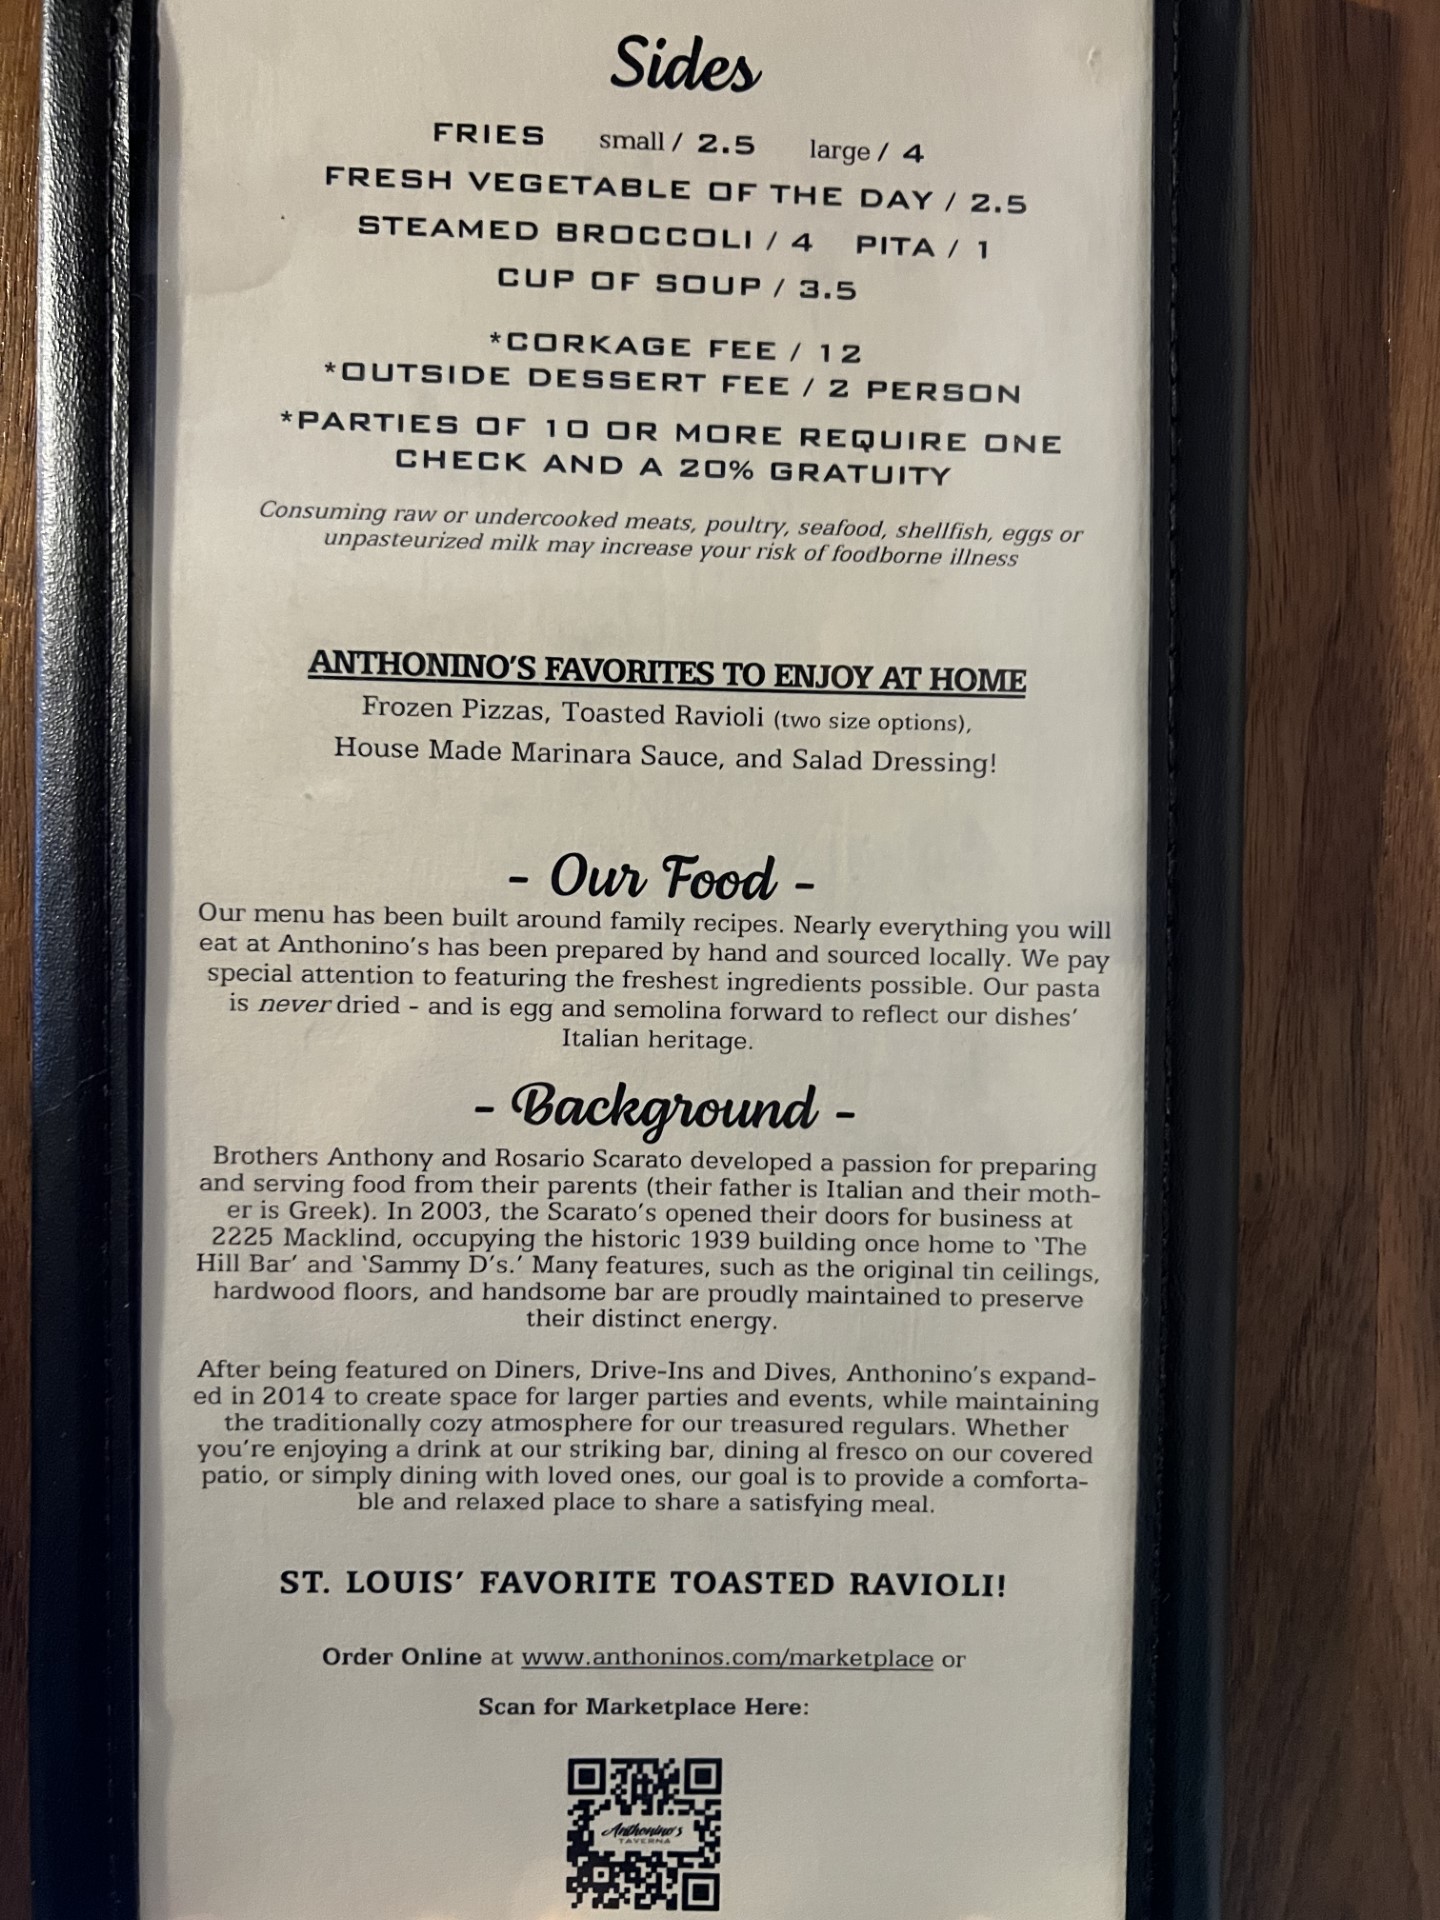 Sides
FRIES small / 2.5 large / 4
FRESH VEGETABLE OF THE DAY / 2.5
STEAMED BROCCOLI / 4 PITA / 1
CUP OF SOUP / 3.5
*CORKAGE FEE / 12
*OUTSIDE DESSERT FEE / 2 PERSON
*PARTIES OF 10 OR MORE REQUIRE ONE
CHECK AND A 20% GRATUITY
Consuming raw or undercooked meats, poultry, seafood, shellfish, eggs or
unpasteurized milk may increase your risk of foodborne illness
ANTHONINO'S FAVORITES TO ENJOY AT HOME
Frozen Pizzas, Toasted Ravioli (two size options),
House Made Marinara Sauce, and Salad Dressing!
- Our Food -
Our menu has been built around family recipes. Nearly everything you will
eat at Anthonino's has been prepared by hand and sourced locally. We pay
special attention to featuring the freshest ingredients possible. Our pasta
is never dried - and is egg and semolina forward to reflect our dishes'
Italian heritage.
- Background -
Brothers Anthony and Rosario Scarato developed a passion for preparing
and serving food from their parents (their father is Italian and their moth-
er is Greek). In 2003, the Scarato's opened their doors for business at
2225 Macklind, occupying the historic 1939 building once home to 'The
Hill Bar' and 'Sammy D's.' Many features, such as the original tin ceilings,
hardwood floors, and handsome bar are proudly maintained to preserve
their distinct energy.
After being featured on Diners, Drive-Ins and Dives, Anthonino's expand-
ed in 2014 to create space for larger parties and events, while maintaining
the traditionally cozy atmosphere for our treasured regulars. Whether
you're enjoying a drink at our striking bar, dining al fresco on our covered
patio, or simply dining with loved ones, our goal is to provide a comforta-
ble and relaxed place to share a satisfying meal.
ST. LOUIS' FAVORITE TOASTED RAVIOLI!
Order Online at www.anthoninos.com/marketplace or
Scan for Marketplace Here:
Anthonino's
TAVERNA